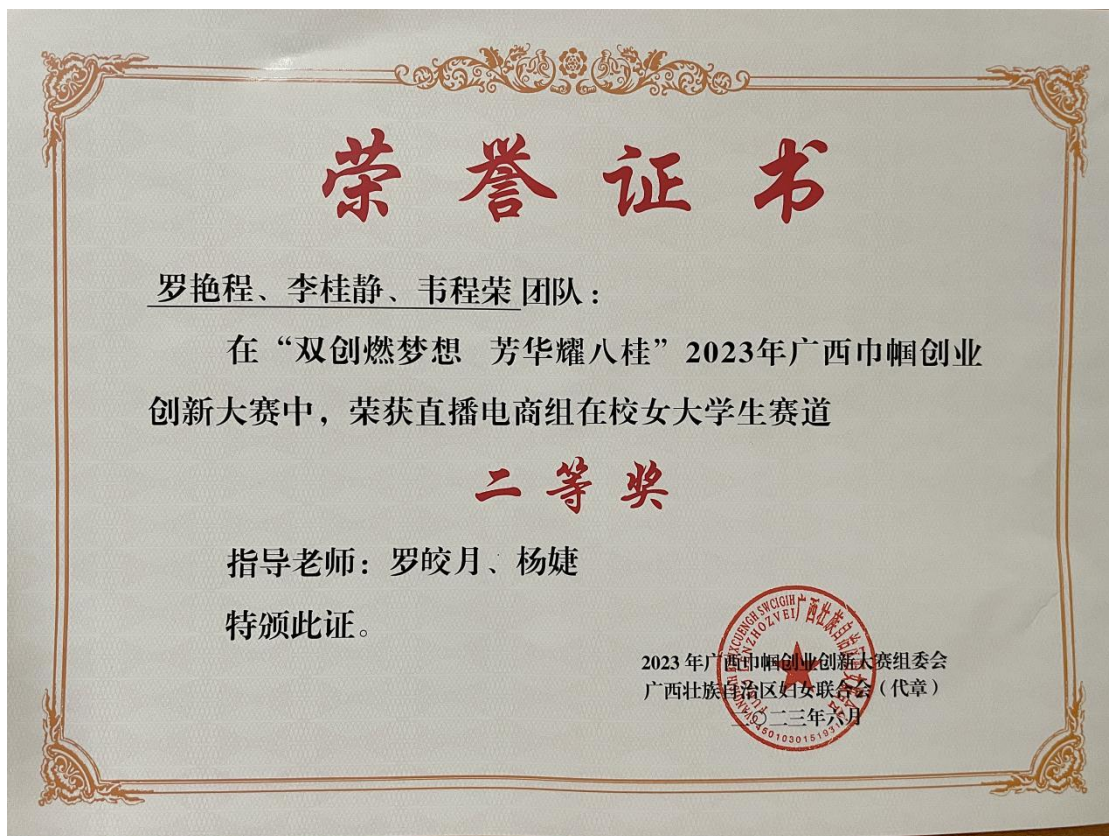 荣誉证书
罗艳程、李桂静、韦程荣团队：
在“双创燃梦想 芳华耀八桂”2023年广西巾帼创业
创新大赛中，荣获直播电商组在校女大学生赛道
二等奖
指导老师：罗皎月、杨婕
特颁此证。
2023年广西巾帼创业创新大赛组委会
广西壮族自治区妇女联合会（代章）
二〇二三年六月